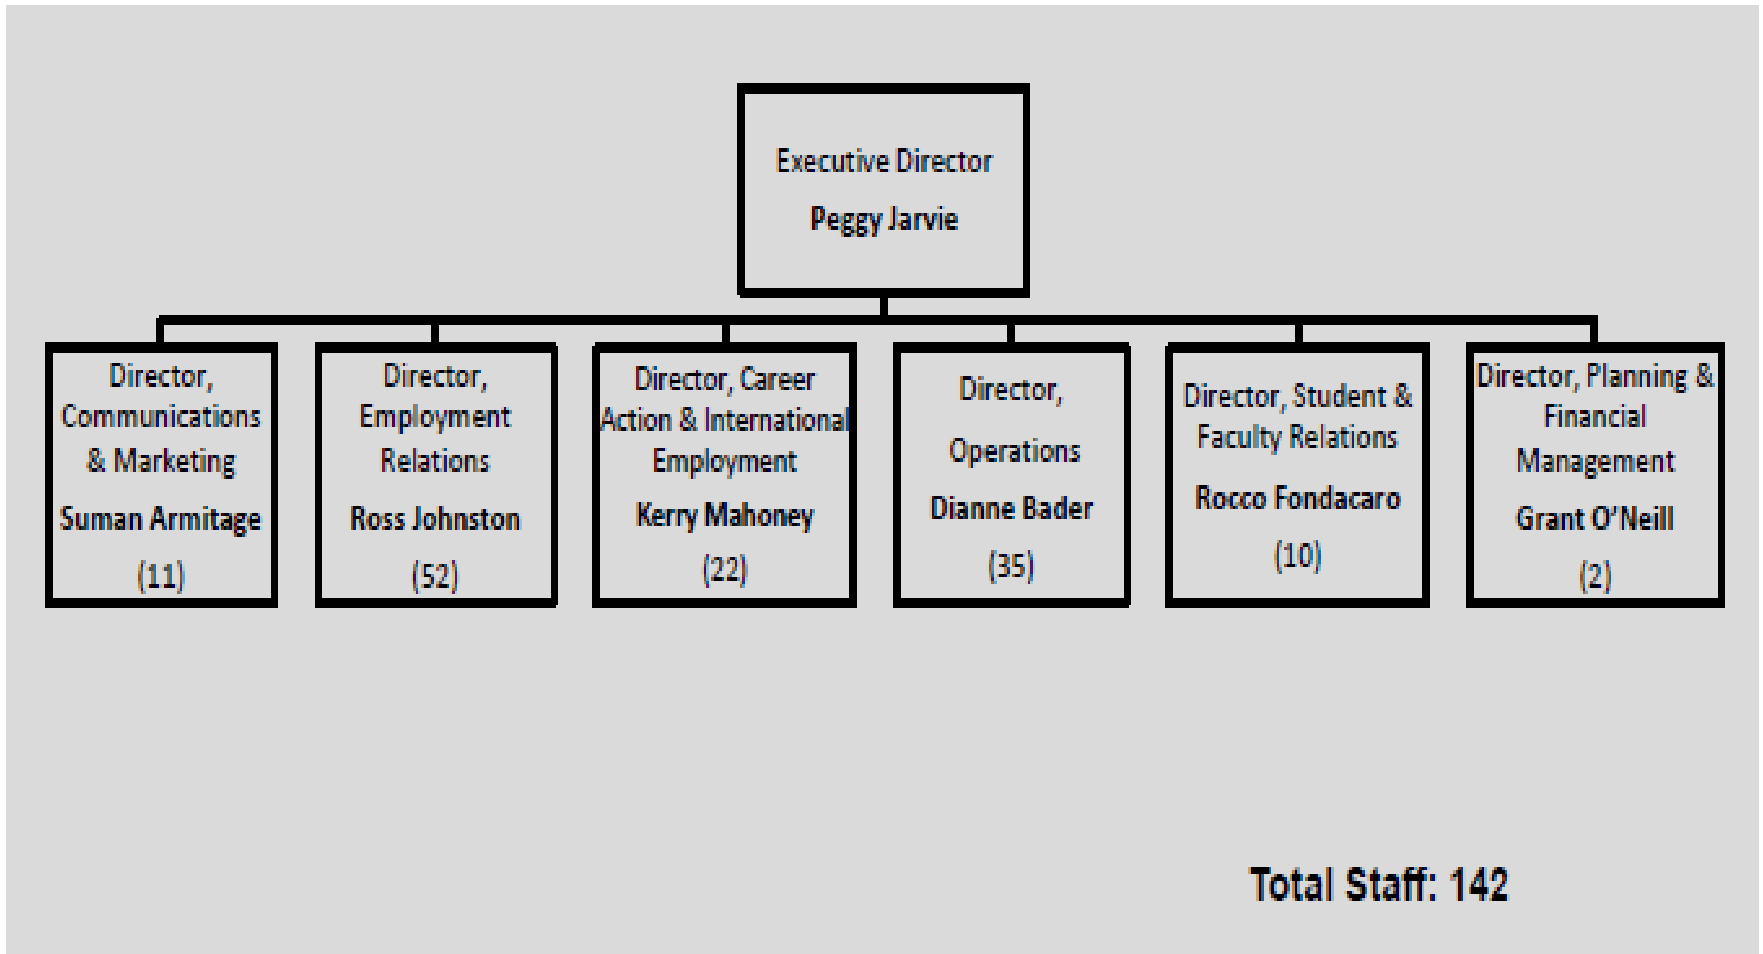 Executive Director
Peggy Jarvie
Director,
Communications
& Marketing
Suman Armitage
(11)
Director,
Employment
Relations
Ross Johnston
(52)
Director, Career
Action & International
Employment
Kerry Mahoney
(22)
Director,
Operations
Dianne Bader
(35)
Director, Student &
Faculty Relations
Rocco Fondacaro
(10)
Director, Planning &
Financial
Management
Grant O’Neill
(2)
Total Staff: 142